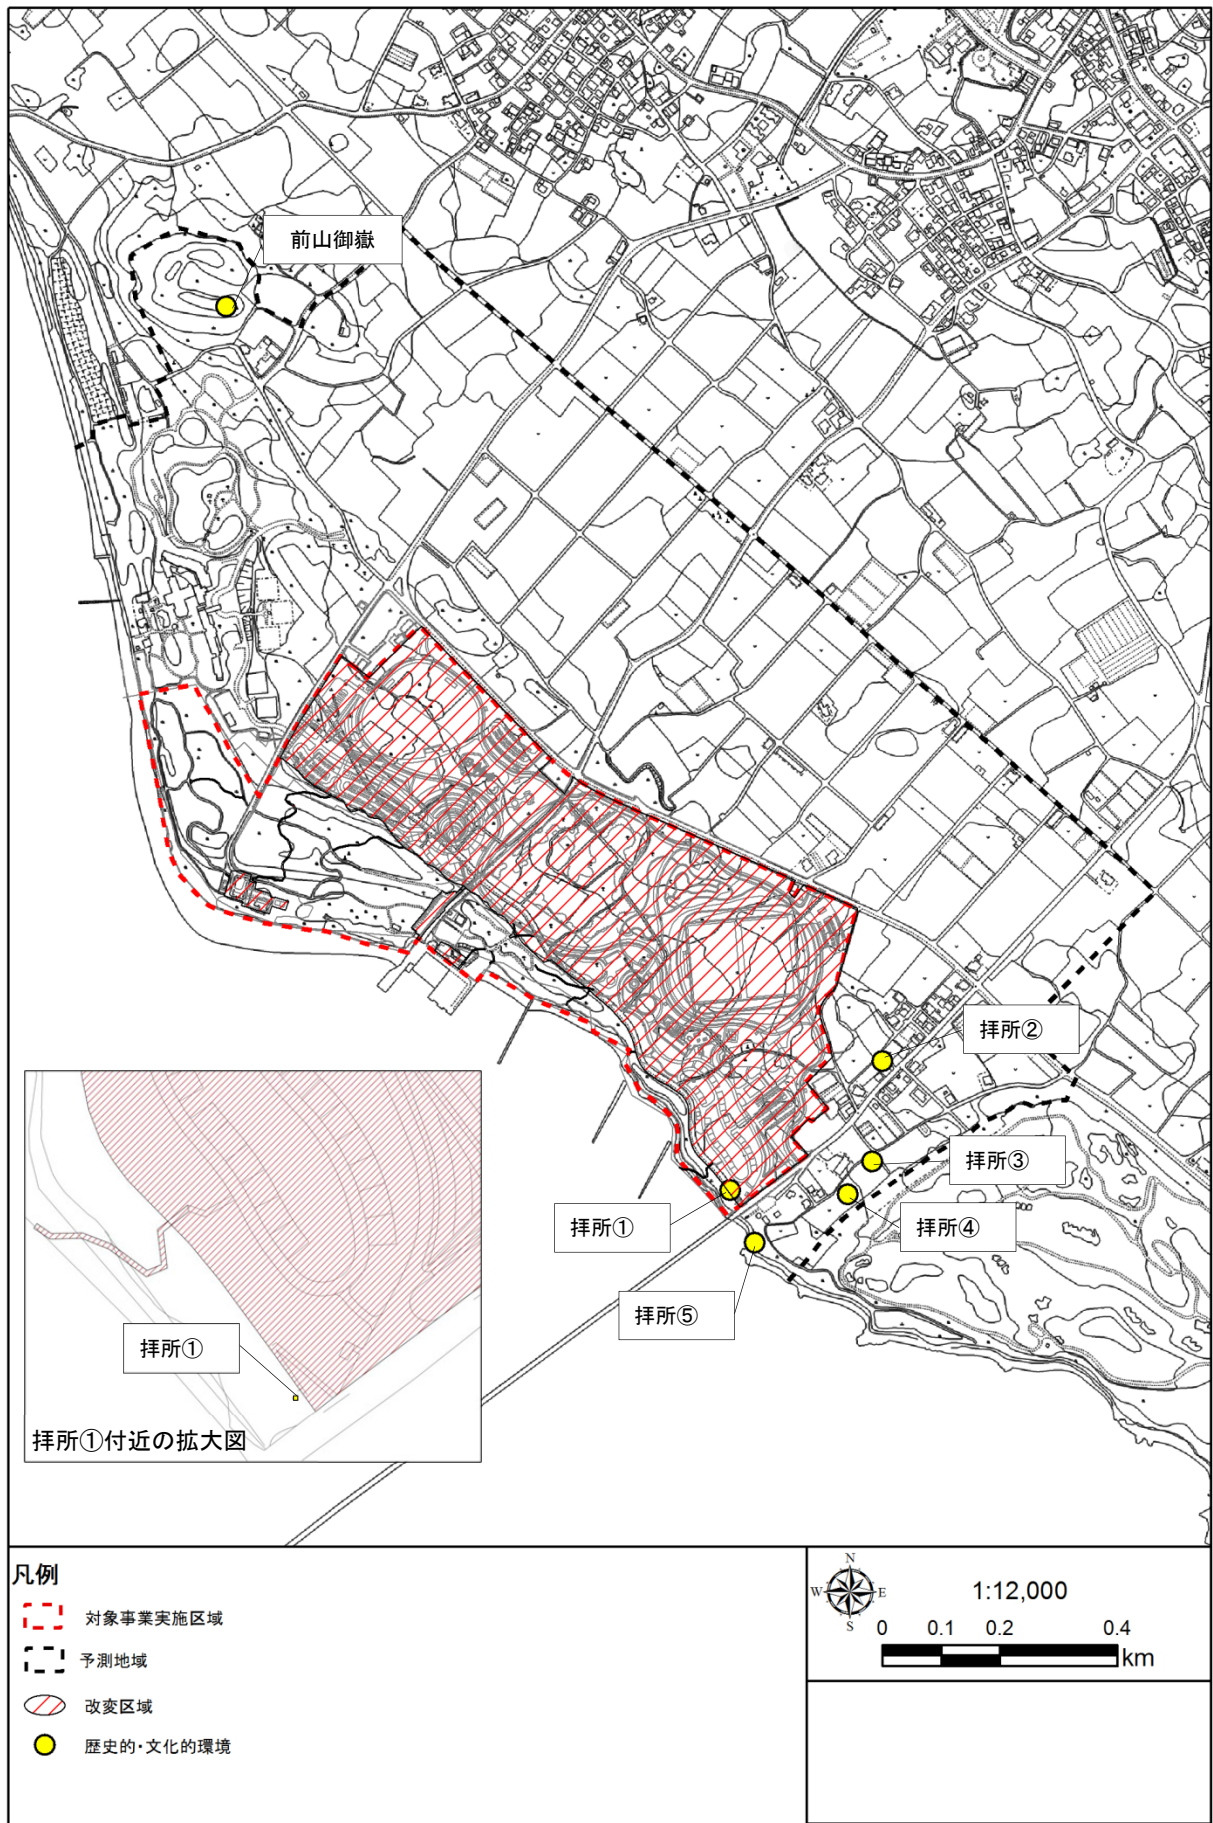 前山御嶽
拝所②
拝所③
拝所①
拝所④
拝所⑤
拝所①
拝所①付近の拡大図
凡例
対象事業実施区域
予測地域
改変区域
歴史的・文化的環境
N
W E
S
1:12,000
0 0.1 0.2 0.4
km